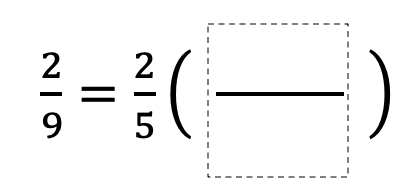 2/9 = 2/5 ( — )